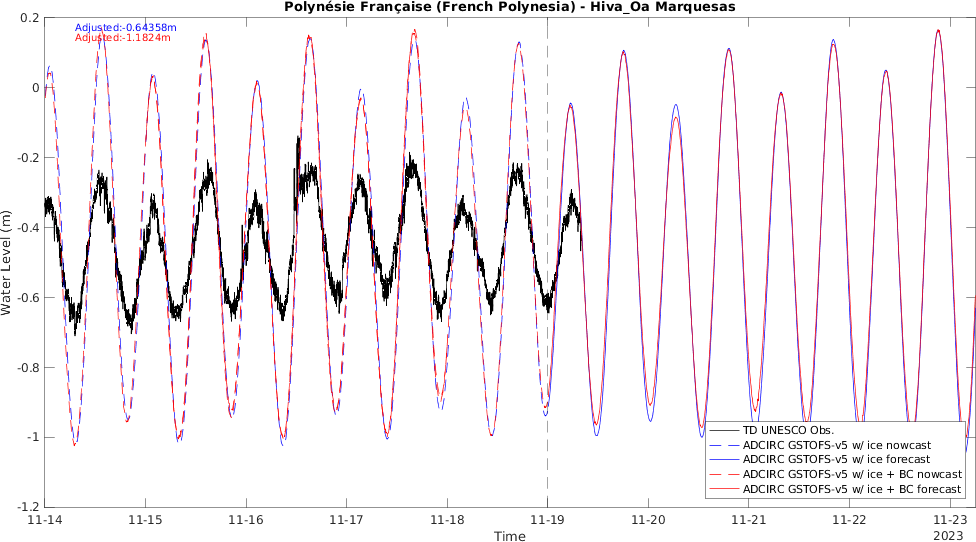 Polynésie Française (French Polynesia) - Hiva_Oa Marquesas
Adjusted:-0.64358m
Adjusted:-1.1824m
0.2
0
-0.2
-0.4
-0.6
-0.8
-1
-1.2
Water Level (m)
TD UNESCO Obs.
ADCIRC GSTOFS-v5 w/ ice nowcast
ADCIRC GSTOFS-v5 w/ ice forecast
ADCIRC GSTOFS-v5 w/ ice + BC nowcast
ADCIRC GSTOFS-v5 w/ ice + BC forecast
11-14 11-15 11-16 11-17 11-18 11-19 11-20 11-21 11-22 11-23
Time
2023